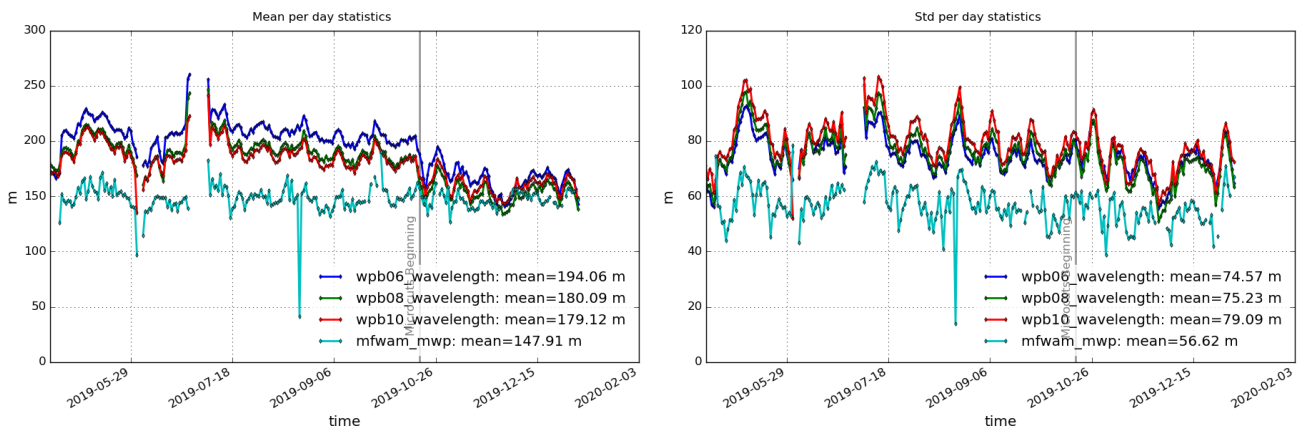 Mean per day statistics
300
250
200
150
100
50
0
m
Microcuts Beginning
wpb06_wavelength: mean=194.06 m
wpb08_wavelength: mean=180.09 m
wpb10_wavelength: mean=179.12 m
mfwam_mwp: mean=147.91 m
2019-05-29
2019-07-18
2019-09-06
2019-10-26
2019-12-15
2020-02-03
time
Std per day statistics
120
100
80
60
40
20
0
m
Microcuts Beginning
wpb06_wavelength: mean=74.57 m
wpb08_wavelength: mean=75.23 m
wpb10_wavelength: mean=79.09 m
mfwam_mwp: mean=56.62 m
2019-05-29
2019-07-18
2019-09-06
2019-10-26
2019-12-15
2020-02-03
time